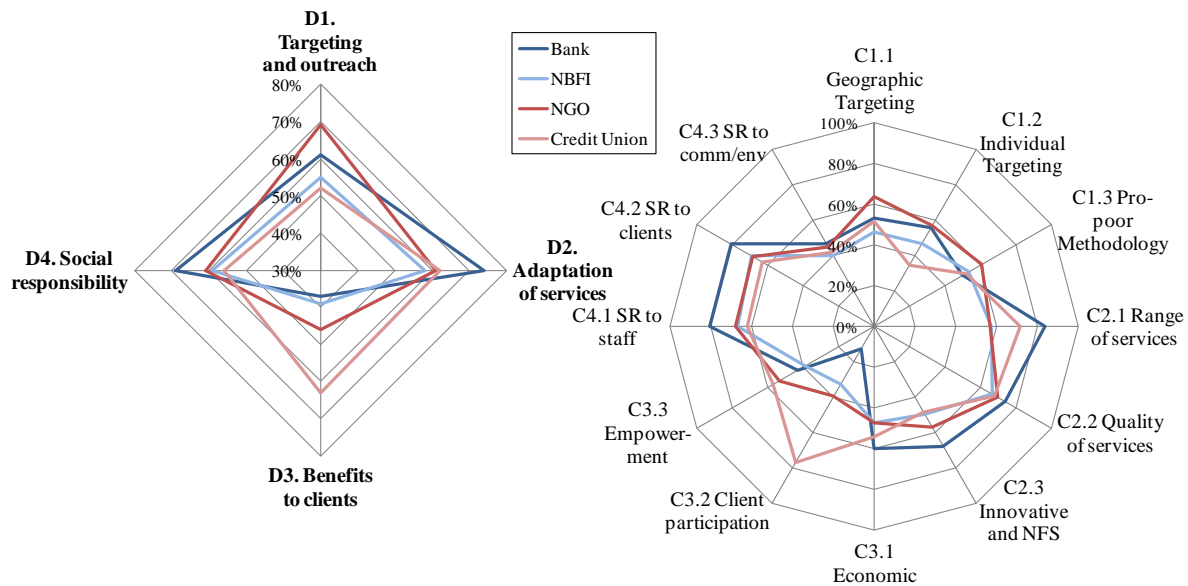 D1.
Targeting
and outreach
80%
70%
60%
50%
40%
30%
D2.
Adaptation
of services
D3. Benefits
to clients
D4. Social
responsibility
Bank
NBFI
NGO
Credit Union
C1.1
Geographic
Targeting
100%
80%
60%
40%
20%
0%
C1.2
Individual
Targeting
C1.3 Pro-
poor
Methodology
C2.1 Range
of services
C2.2 Quality
of services
C2.3
Innovative
and NFS
C3.1
Economic
C3.2 Client
participation
C3.3
Empower-
ment
C4.1 SR to
staff
C4.2 SR to
clients
C4.3 SR to
comm/env